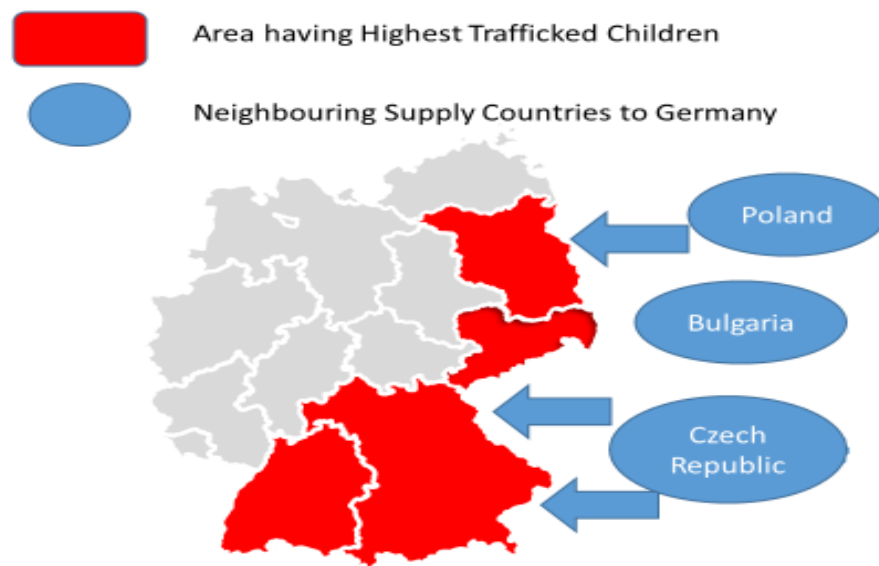 Area having Highest Trafficked Children
Neighbouring Supply Countries to Germany
Poland
Bulgaria
Czech
Republic